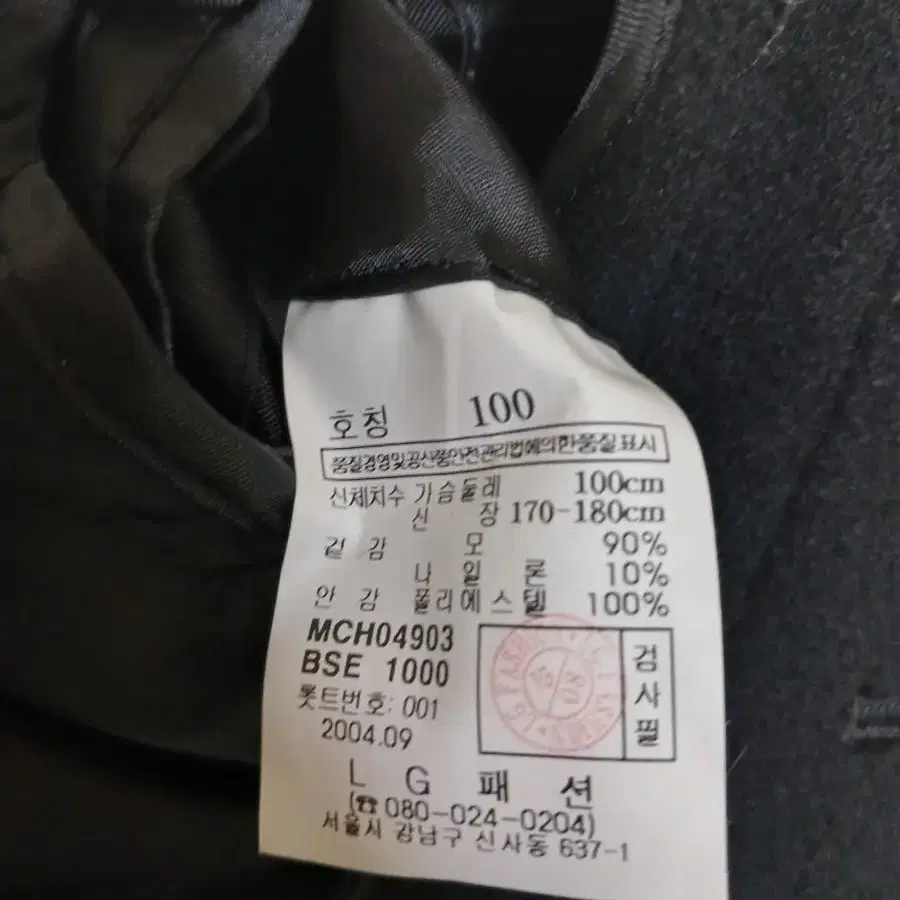 호칭 100
품질경영및공산품안전관리법에의한품질표시
신체치수 가슴둘레 100cm
신 장 170-180cm
겉 감 모 90%
나 일 론 10%
안 감 폴리에스텔 100%
MCH04903
BSE 1000
롯트번호: 001
2004.09
검사필
L G 패 션
(☎080-024-0204)
서울시 강남구 신사동 637-1